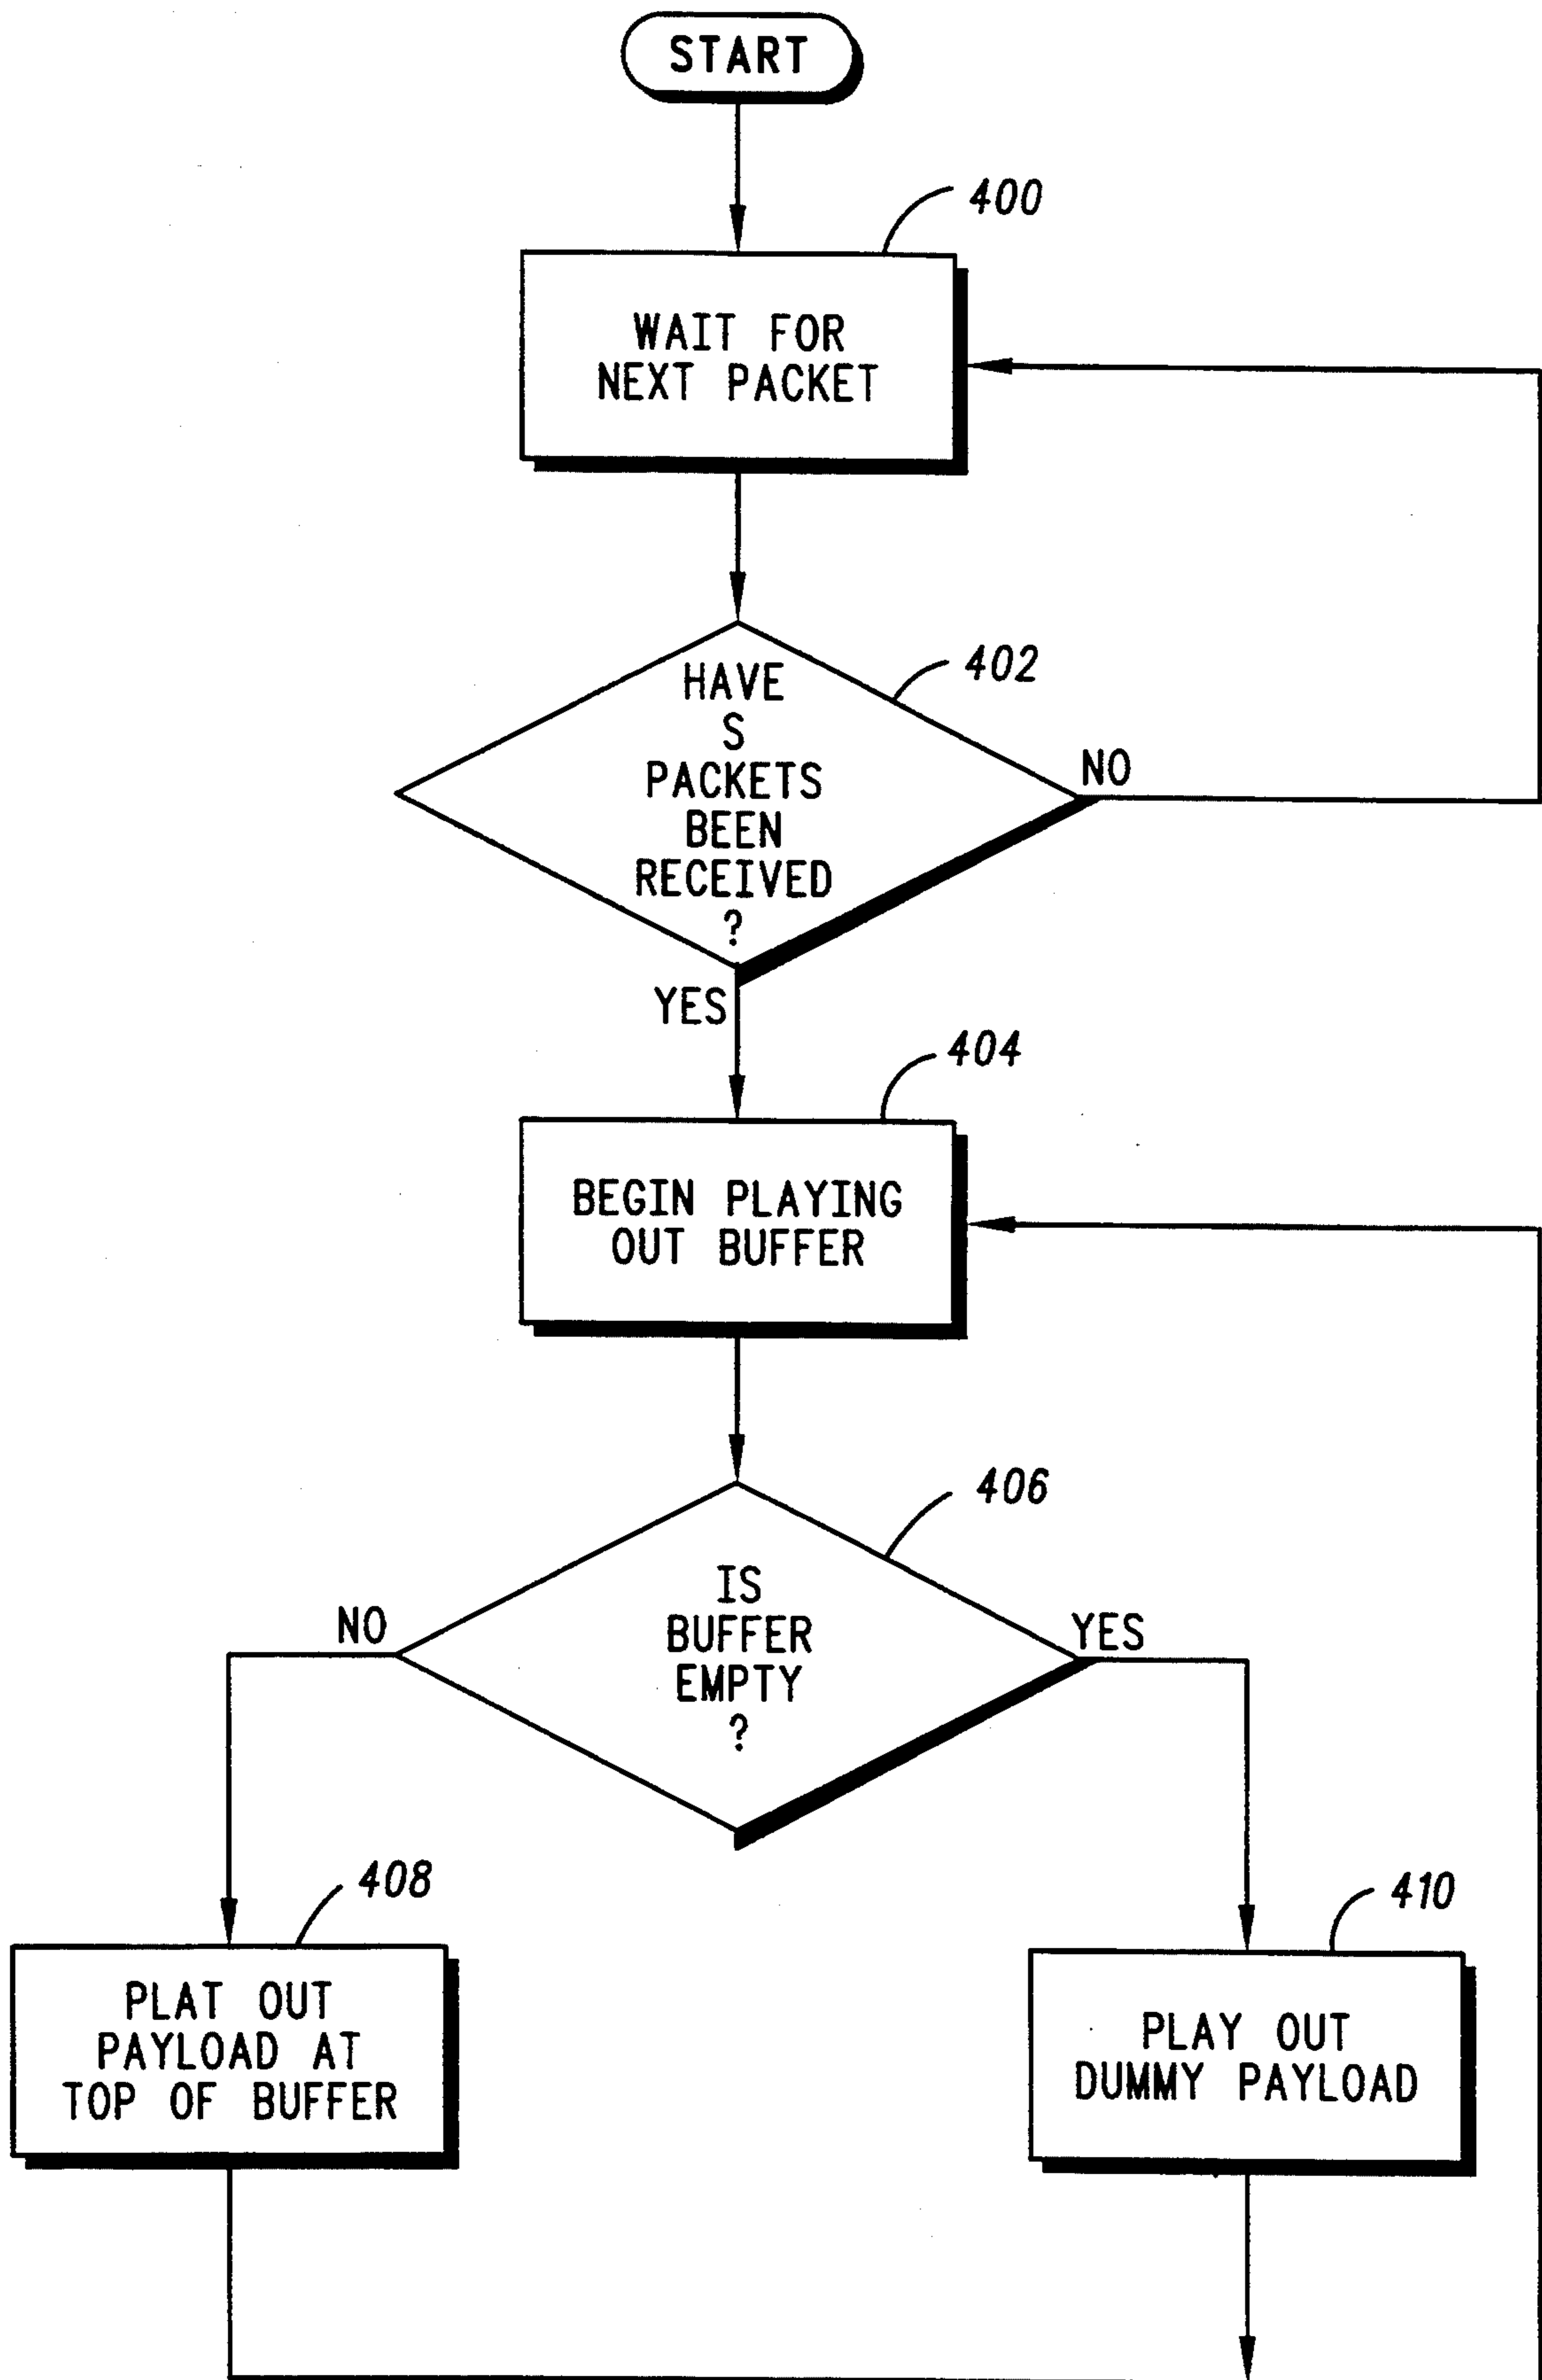 START
400
WAIT FOR
NEXT PACKET
402
HAVE
S
PACKETS
BEEN
RECEIVED
?
NO
YES
404
BEGIN PLAYING
OUT BUFFER
406
IS
BUFFER
EMPTY
?
NO
YES
408
PLAT OUT
PAYLOAD AT
TOP OF BUFFER
410
PLAY OUT
DUMMY PAYLOAD